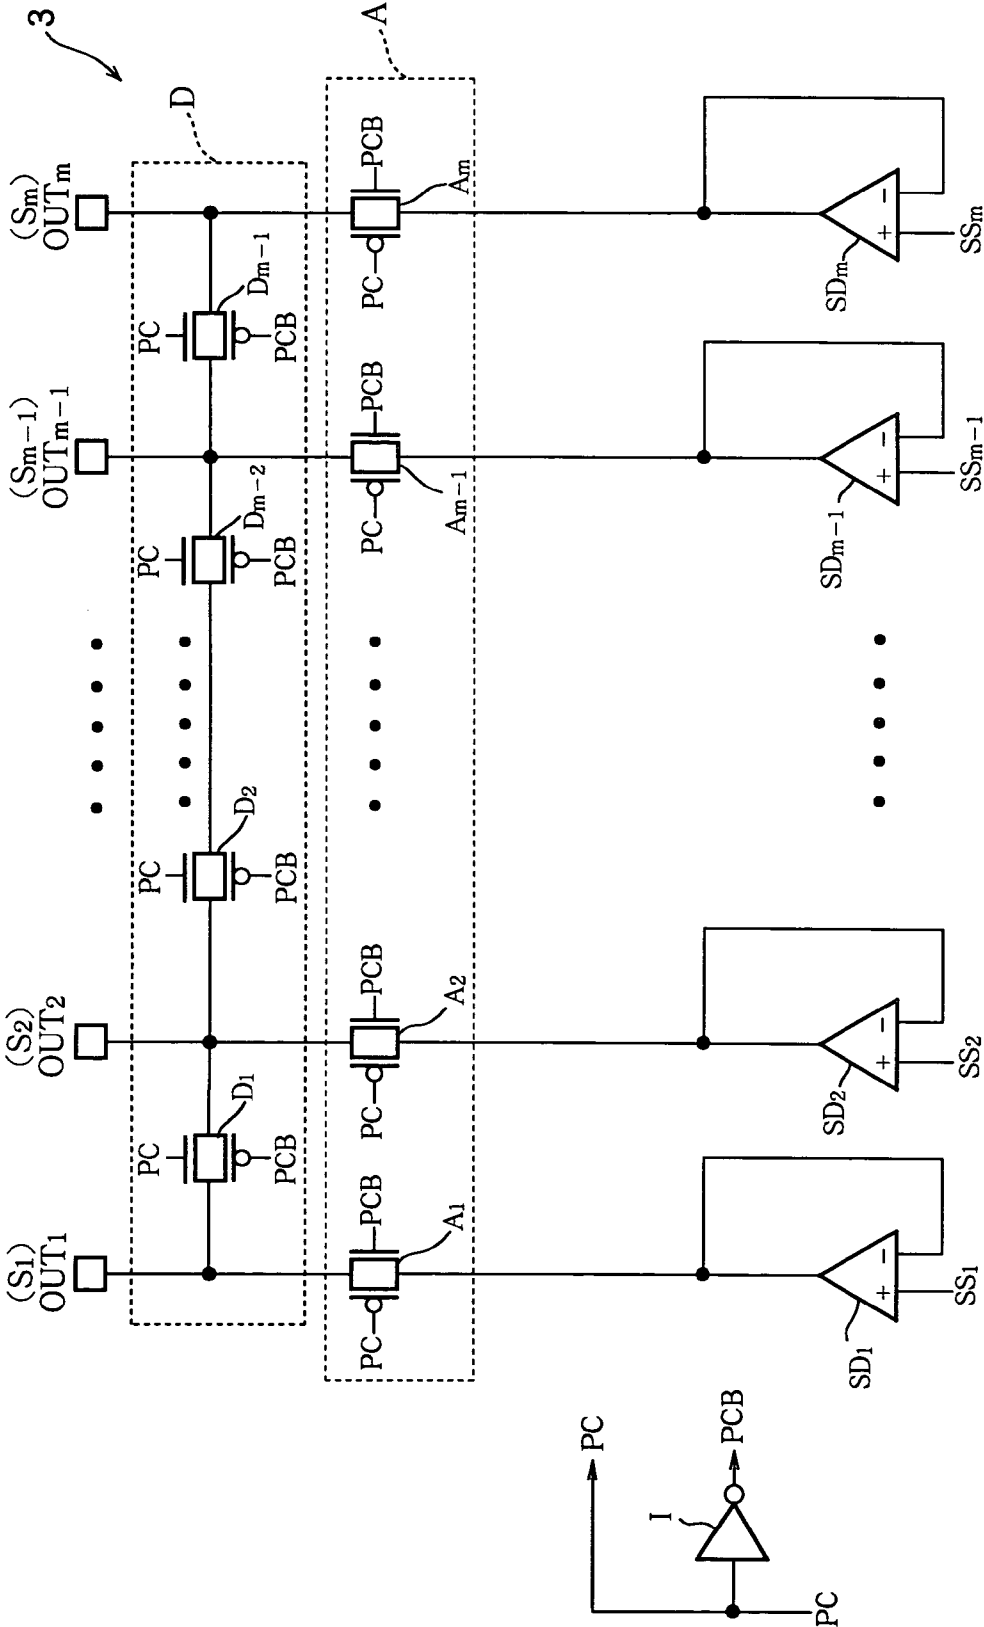 3
(S1)
OUT1
(S2)
OUT2
(Sm-1)
OUTm-1
(Sm)
OUTm
D
PC
D1
PCB
PC
D2
PCB
PC
Dm-2
PCB
PC
Dm-1
PCB
A
PC
PCB
A1
PC
PCB
A2
PC
PCB
Am-1
PC
PCB
Am
SD1
+
-
SS1
SD2
+
-
SS2
SDm-1
+
-
SSm-1
SDm
+
-
SSm
PC
I
PCB
PC